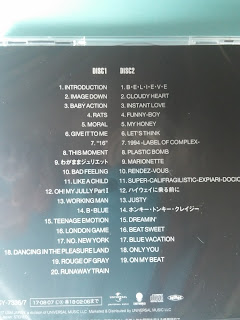 DISC1
1. INTRODUCTION
2. IMAGE DOWN
3. BABY ACTION
4. RATS
5. MORAL
6. GIVE IT TO ME
7. "16"
8. THIS MOMENT
9. わがままジュリエット
10. BAD FEELING
11. LIKE A CHILD
12. OH! MY JULLY Part I
13. WORKING MAN
14. B・BLUE
15. TEENAGE EMOTION
16. LONDON GAME
17. NO. NEW YORK
18. DANCING IN THE PLEASURE LAND
19. ROUGE OF GRAY
20. RUNAWAY TRAIN
DISC2
1. B・E・L・I・E・V・E
2. CLOUDY HEART
3. INSTANT LOVE
4. FUNNY-BOY
5. MY HONEY
6. LET'S THINK
7. 1994 -LABEL OF COMPLEX-
8. PLASTIC BOMB
9. MARIONETTE
10. RENDEZ-VOUS
11. SUPER-CALIFRAGILISTIC-EXPIARI-DOCIO
12. ハイウェイに乗る前に
13. JUSTY
14. ホンキー・トンキー・クレイジー
15. DREAMIN'
16. BEAT SWEET
17. BLUE VACATION
18. ONLY YOU
19. OH MY BEAT
UNIVERSAL